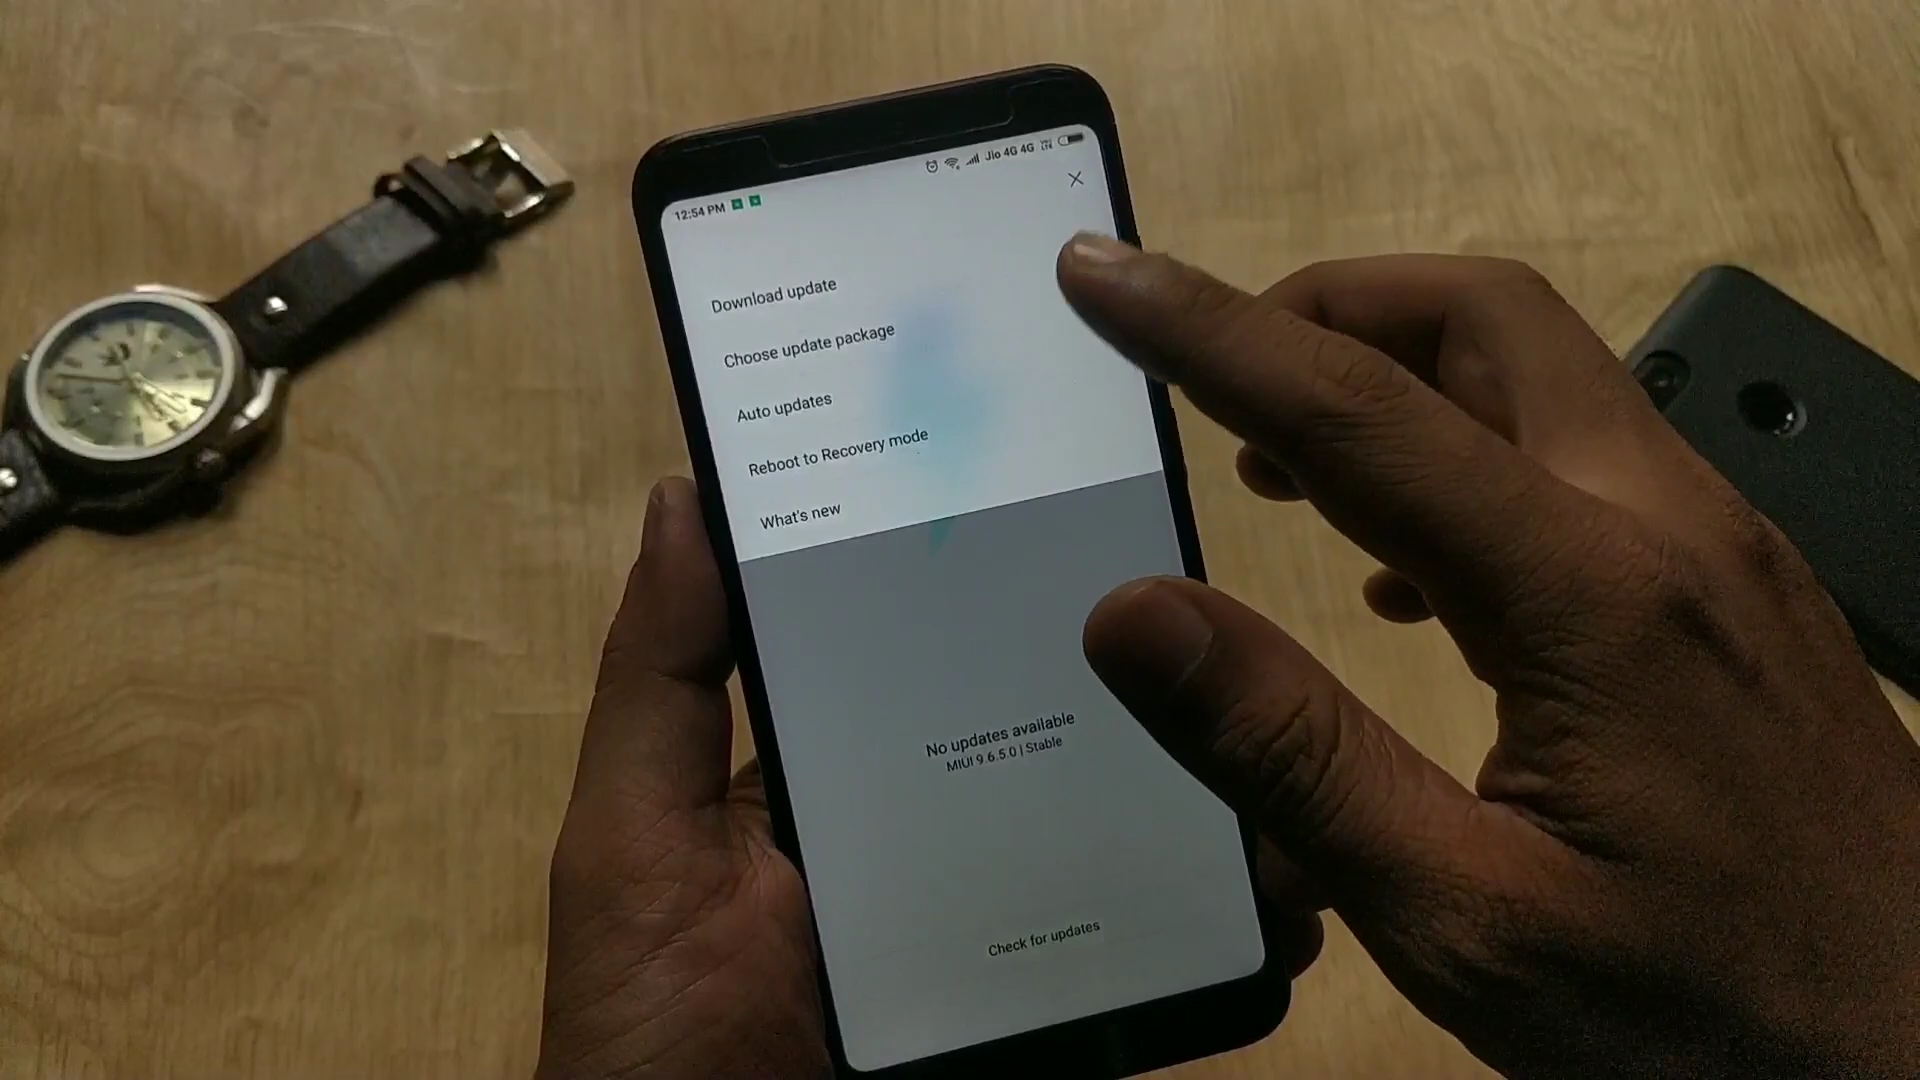 12:54 PM
Jio 4G 4G
Download update
Choose update package
Auto updates
Reboot to Recovery mode
What's new
No updates available
MIUI 9.6.5.0 | Stable
Check for updates